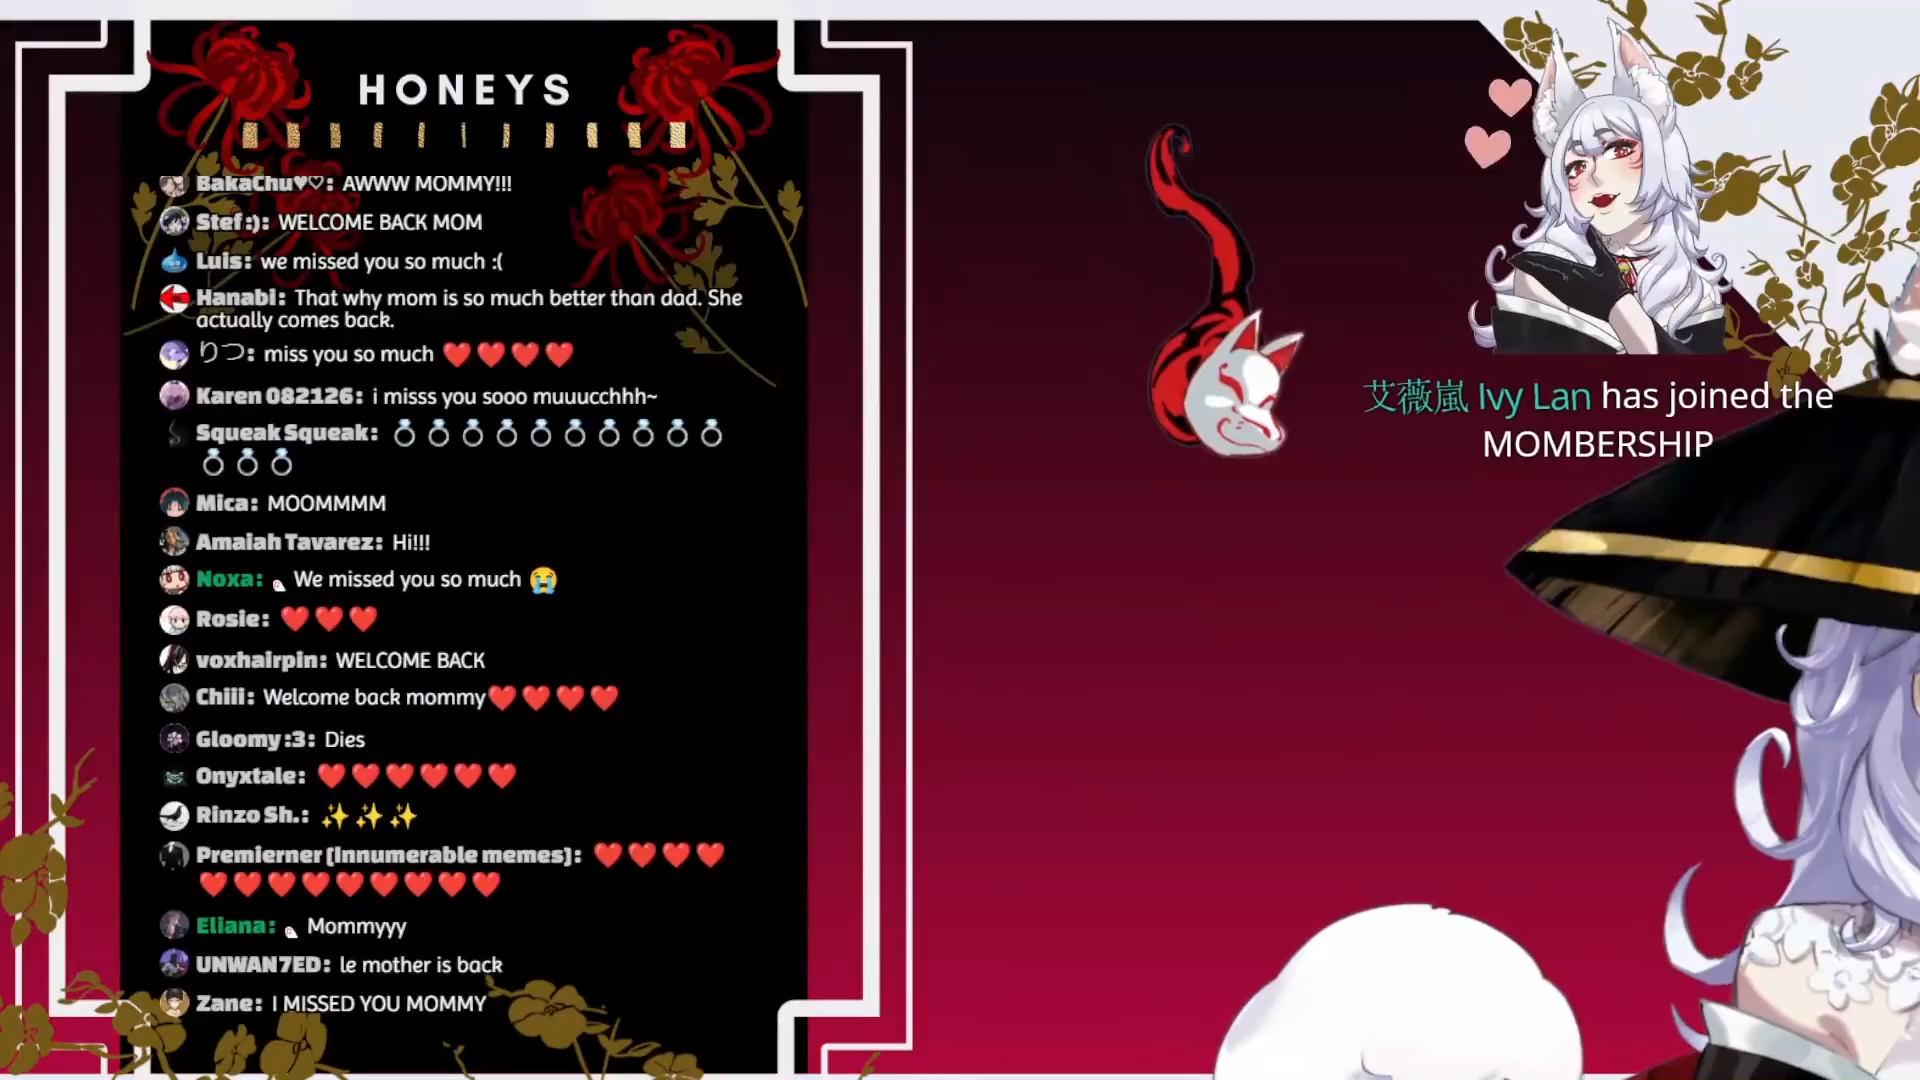 HONEYS
BakaChu♥♡: AWWW MOMMY!!!
Stef :): WELCOME BACK MOM
Luis: we missed you so much :(
Hanabi: That why mom is so much better than dad. She
actually comes back.
りつ: miss you so much ❤️❤️❤️❤️
Karen 082126: i misss you sooo muuucchhh~
Squeak Squeak: 💍💍💍💍💍💍💍💍💍💍
💍💍💍
Mica: MOOMMMM
Amaiah Tavarez: Hi!!!
Noxa: We missed you so much 😭
Rosie: ❤️❤️❤️
voxhairpin: WELCOME BACK
Chiii: Welcome back mommy❤️❤️❤️❤️
Gloomy :3: Dies
Onyxtale: ❤️❤️❤️❤️❤️❤️
Rinzo Sh.: ✨✨✨
Premierner (Innumerable memes): ❤️❤️❤️❤️
❤️❤️❤️❤️❤️❤️❤️❤️❤️
Eliana: Mommyyy
UNWAN7ED: le mother is back
Zane: I MISSED YOU MOMMY
艾薇嵐 Ivy Lan has joined the
MOMBERSHIP